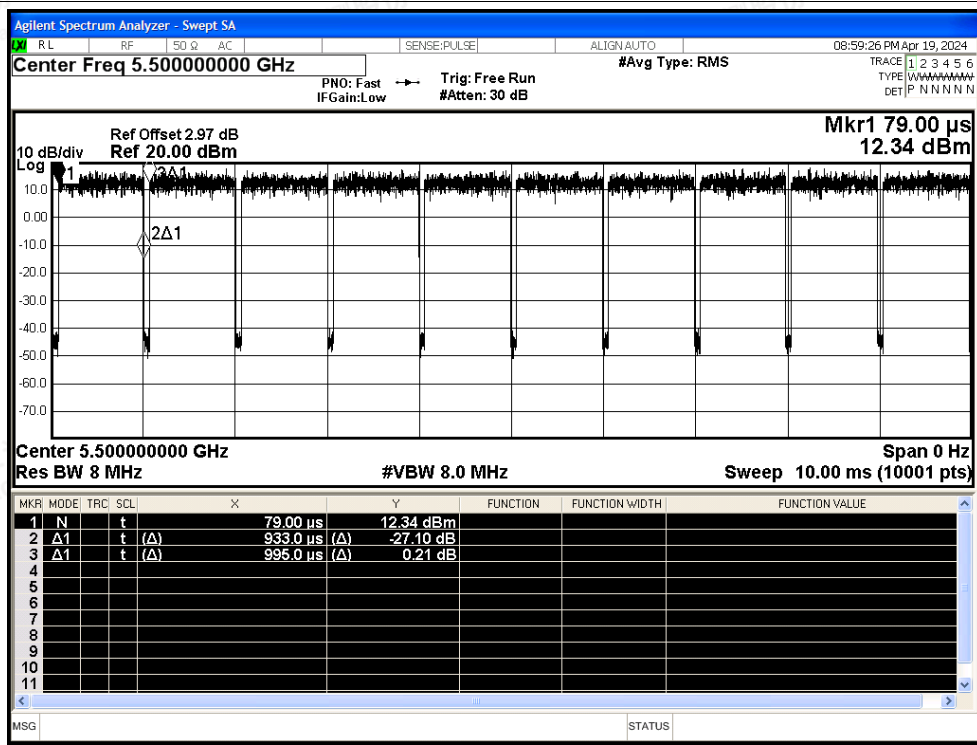 Agilent Spectrum Analyzer - Swept SA
LXI RL RF 50 Ω AC SENSE:PULSE ALIGN AUTO 08:59:26 PM Apr 19, 2024
Center Freq 5.500000000 GHz #Avg Type: RMS TRACE 1 2 3 4 5 6
PNO: Fast Trig: Free Run TYPE
IFGain:Low #Atten: 30 dB DET P N N N N N
Mkr1 79.00 µs
Ref Offset 2.97 dB
10 dB/div Ref 20.00 dBm 12.34 dBm
Log
1 3Δ1
10.0
0.00
2Δ1
-10.0
-20.0
-30.0
-40.0
-50.0
-60.0
-70.0
Center 5.500000000 GHz Span 0 Hz
Res BW 8 MHz #VBW 8.0 MHz Sweep 10.00 ms (10001 pts)
MKR MODE TRC SCL X Y FUNCTION FUNCTION WIDTH FUNCTION VALUE
1 N t 79.00 µs 12.34 dBm
2 Δ1 t (Δ) 933.0 µs (Δ) -27.10 dB
3 Δ1 t (Δ) 995.0 µs (Δ) 0.21 dB
4
5
6
7
8
9
10
11
MSG STATUS